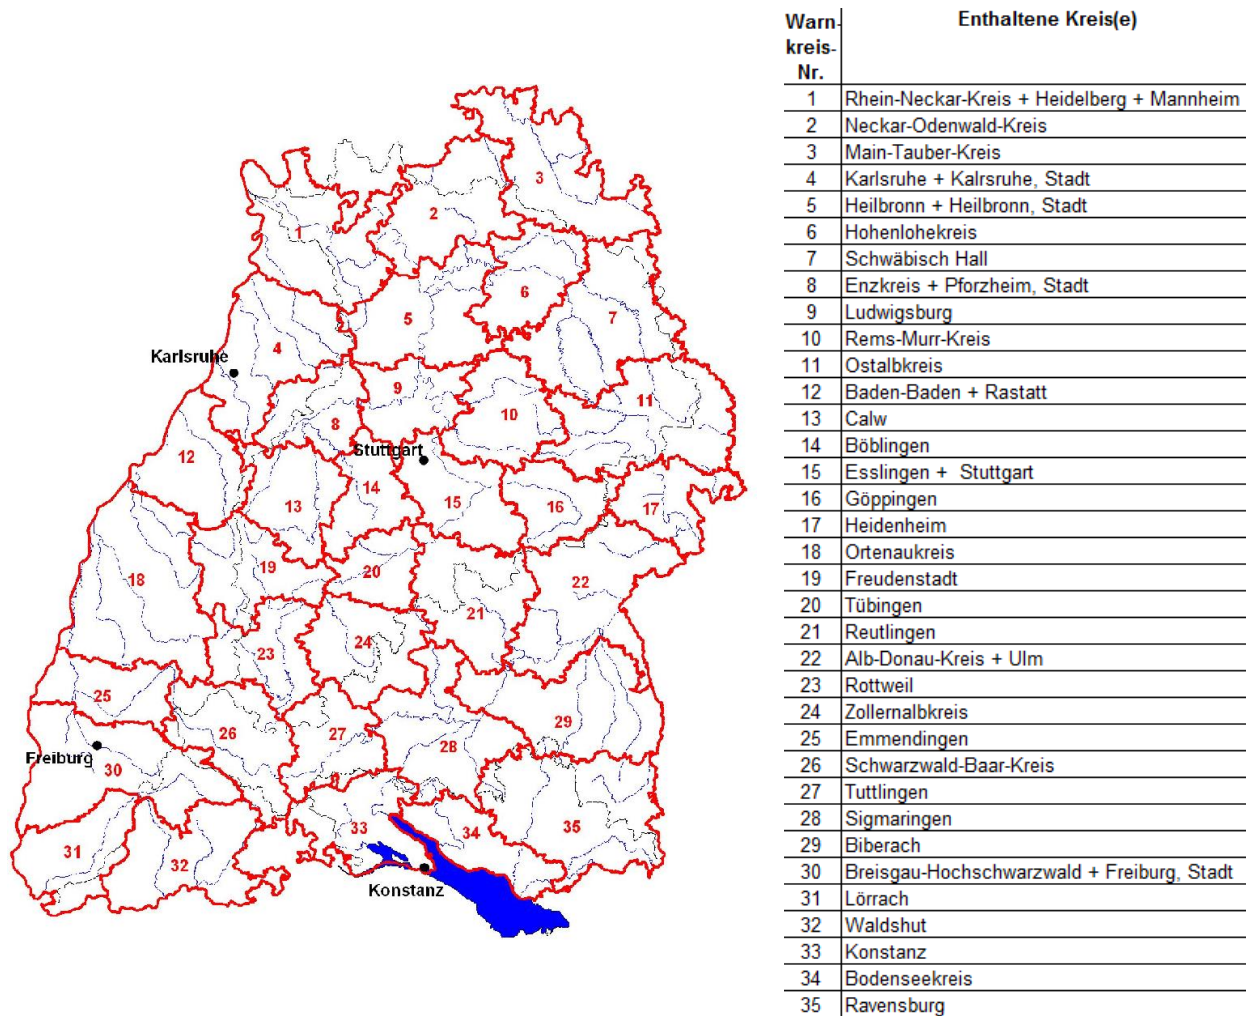 Warn-
kreis-
Nr.
Enthaltene Kreis(e)
1 Rhein-Neckar-Kreis + Heidelberg + Mannheim
2 Neckar-Odenwald-Kreis
3 Main-Tauber-Kreis
4 Karlsruhe + Kalrsruhe, Stadt
5 Heilbronn + Heilbronn, Stadt
6 Hohenlohekreis
7 Schwäbisch Hall
8 Enzkreis + Pforzheim, Stadt
9 Ludwigsburg
10 Rems-Murr-Kreis
11 Ostalbkreis
12 Baden-Baden + Rastatt
13 Calw
14 Böblingen
15 Esslingen + Stuttgart
16 Göppingen
17 Heidenheim
18 Ortenaukreis
19 Freudenstadt
20 Tübingen
21 Reutlingen
22 Alb-Donau-Kreis + Ulm
23 Rottweil
24 Zollernalbkreis
25 Emmendingen
26 Schwarzwald-Baar-Kreis
27 Tuttlingen
28 Sigmaringen
29 Biberach
30 Breisgau-Hochschwarzwald + Freiburg, Stadt
31 Lörrach
32 Waldshut
33 Konstanz
34 Bodenseekreis
35 Ravensburg
3
2
1
6
5
7
4
Karlsruhe
9
11
10
8
Stuttgart
12
14
15
13
16
17
19
20
18
22
21
24
23
25
29
26
27
28
Freiburg
30
33
34
35
31
32
Konstanz